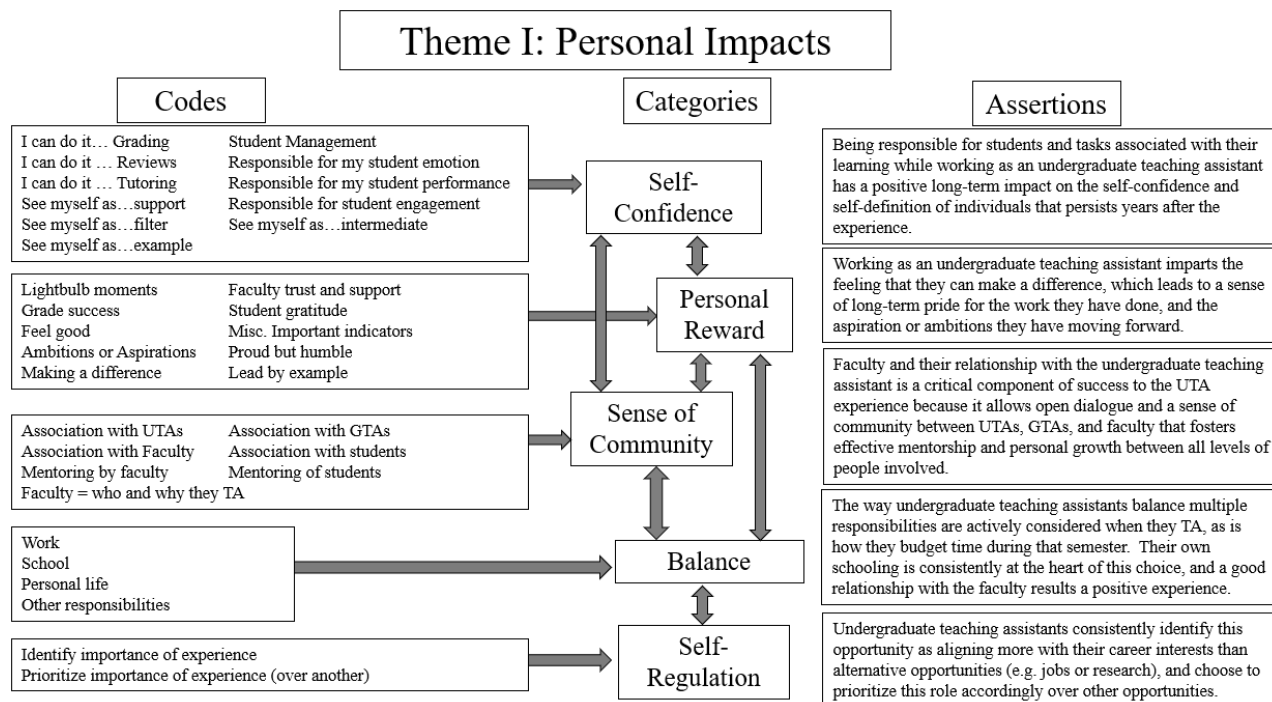 Theme I: Personal Impacts
Codes
I can do it… Grading
I can do it … Reviews
I can do it … Tutoring
See myself as…support
See myself as…filter
See myself as…example
Student Management
Responsible for my student emotion
Responsible for my student performance
Responsible for student engagement
See myself as…intermediate
Lightbulb moments
Grade success
Feel good
Ambitions or Aspirations
Making a difference
Faculty trust and support
Student gratitude
Misc. Important indicators
Proud but humble
Lead by example
Association with UTAs
Association with Faculty
Mentoring by faculty
Faculty = who and why they TA
Association with GTAs
Association with students
Mentoring of students
Work
School
Personal life
Other responsibilities
Identify importance of experience
Prioritize importance of experience (over another)
Categories
Self-
Confidence
Personal
Reward
Sense of
Community
Balance
Self-
Regulation
Assertions
Being responsible for students and tasks associated with their
learning while working as an undergraduate teaching assistant
has a positive long-term impact on the self-confidence and
self-definition of individuals that persists years after the
experience.
Working as an undergraduate teaching assistant imparts the
feeling that they can make a difference, which leads to a sense
of long-term pride for the work they have done, and the
aspiration or ambitions they have moving forward.
Faculty and their relationship with the undergraduate teaching
assistant is a critical component of success to the UTA
experience because it allows open dialogue and a sense of
community between UTAs, GTAs, and faculty that fosters
effective mentorship and personal growth between all levels of
people involved.
The way undergraduate teaching assistants balance multiple
responsibilities are actively considered when they TA, as is
how they budget time during that semester.  Their own
schooling is consistently at the heart of this choice, and a good
relationship with the faculty results a positive experience.
Undergraduate teaching assistants consistently identify this
opportunity as aligning more with their career interests than
alternative opportunities (e.g. jobs or research), and choose to
prioritize this role accordingly over other opportunities.